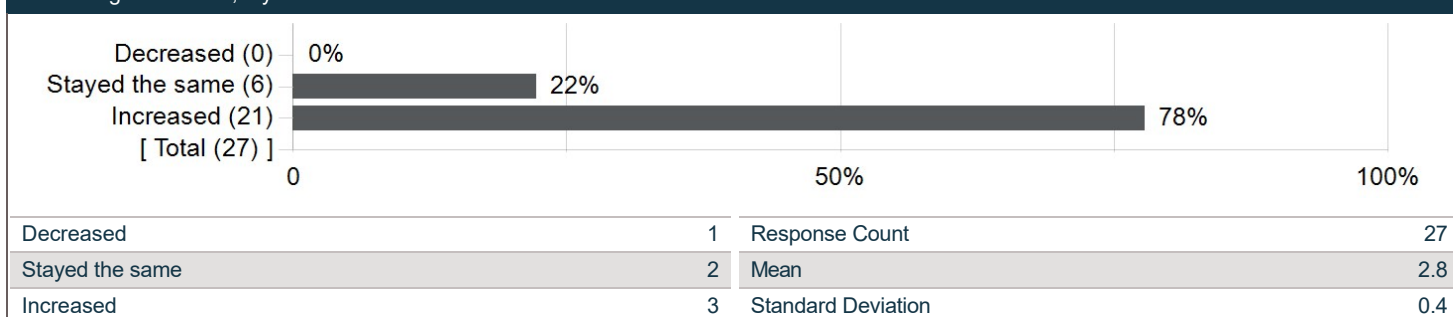 Decreased (0) 0%
Stayed the same (6) 22%
Increased (21) 78%
[ Total (27) ]
0 50% 100%
Decreased 1 Response Count 27
Stayed the same 2 Mean 2.8
Increased 3 Standard Deviation 0.4